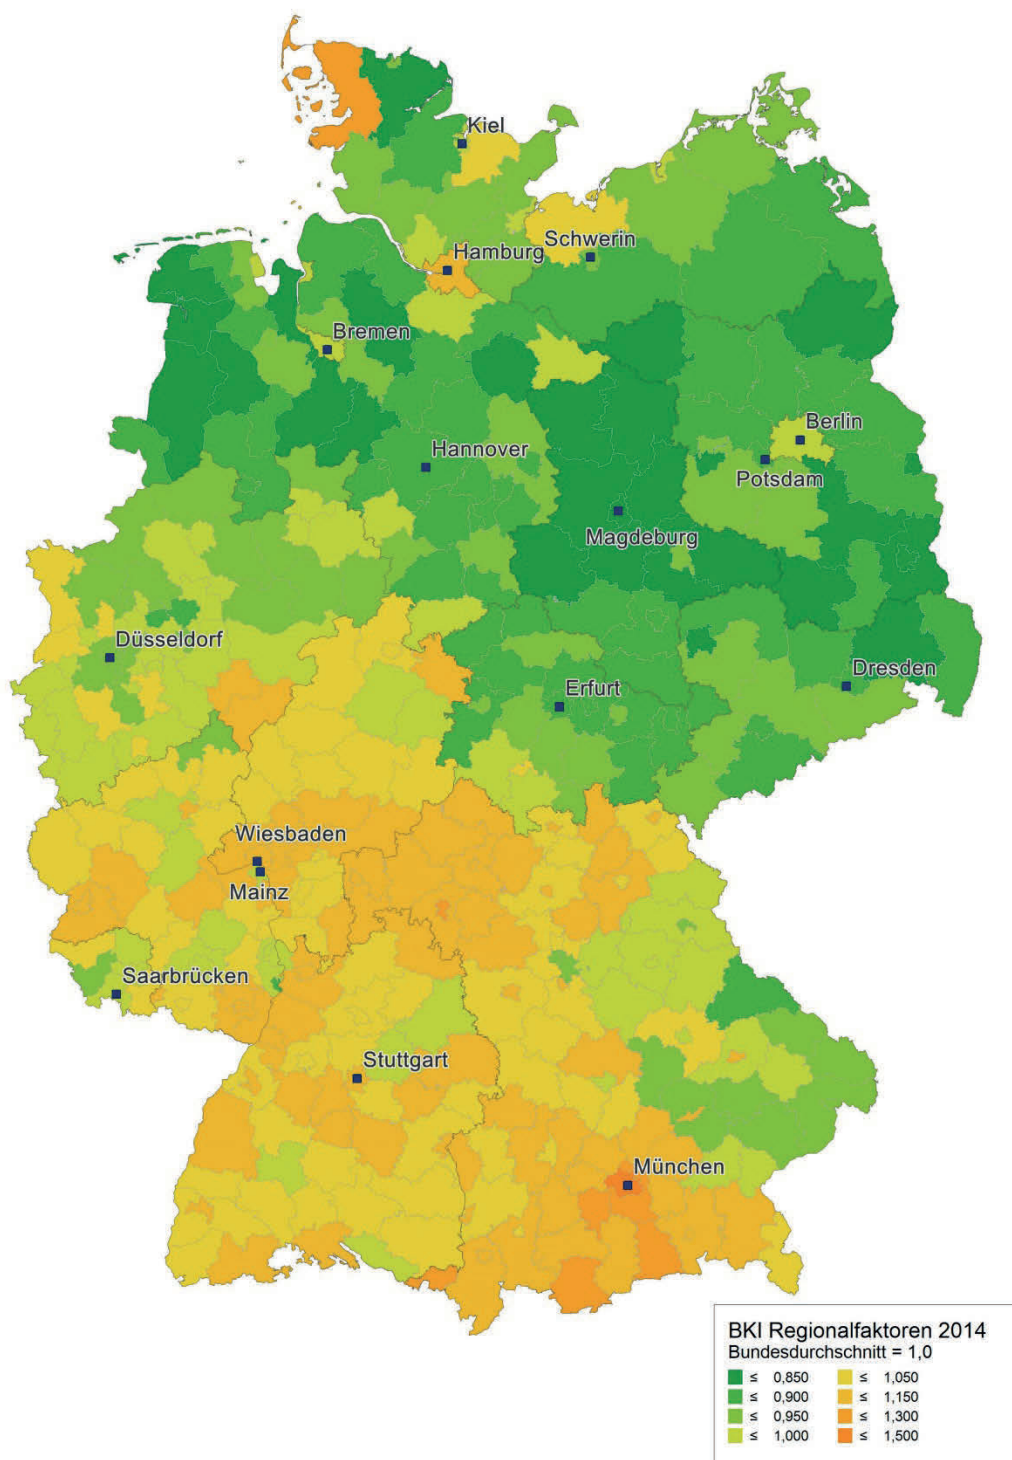 Kiel
Schwerin
Hamburg
Bremen
Berlin
Hannover
Potsdam
Magdeburg
Düsseldorf
Dresden
Erfurt
Wiesbaden
Mainz
Saarbrücken
Stuttgart
München
BKI Regionalfaktoren 2014
Bundesdurchschnitt = 1,0
≤ 0,850 ≤ 1,050
≤ 0,900 ≤ 1,150
≤ 0,950 ≤ 1,300
≤ 1,000 ≤ 1,500